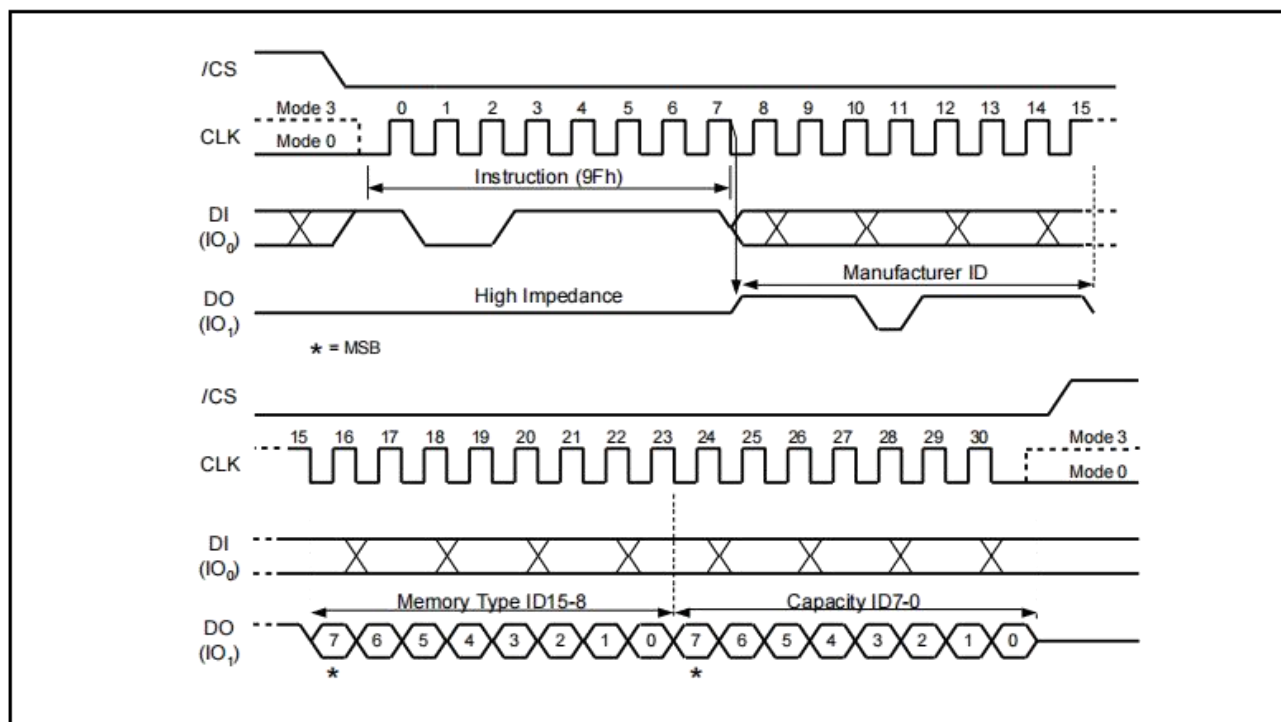 /CS
Mode 3 0 1 2 3 4 5 6 7 8 9 10 11 12 13 14 15
CLK Mode 0
Instruction (9Fh)
DI
(IO0)
Manufacturer ID
High Impedance
DO
(IO1)
* = MSB
/CS
15 16 17 18 19 20 21 22 23 24 25 26 27 28 29 30 Mode 3
CLK Mode 0
DI
(IO0)
Memory Type ID15-8 Capacity ID7-0
DO 7 6 5 4 3 2 1 0 7 6 5 4 3 2 1 0
(IO1)
* *